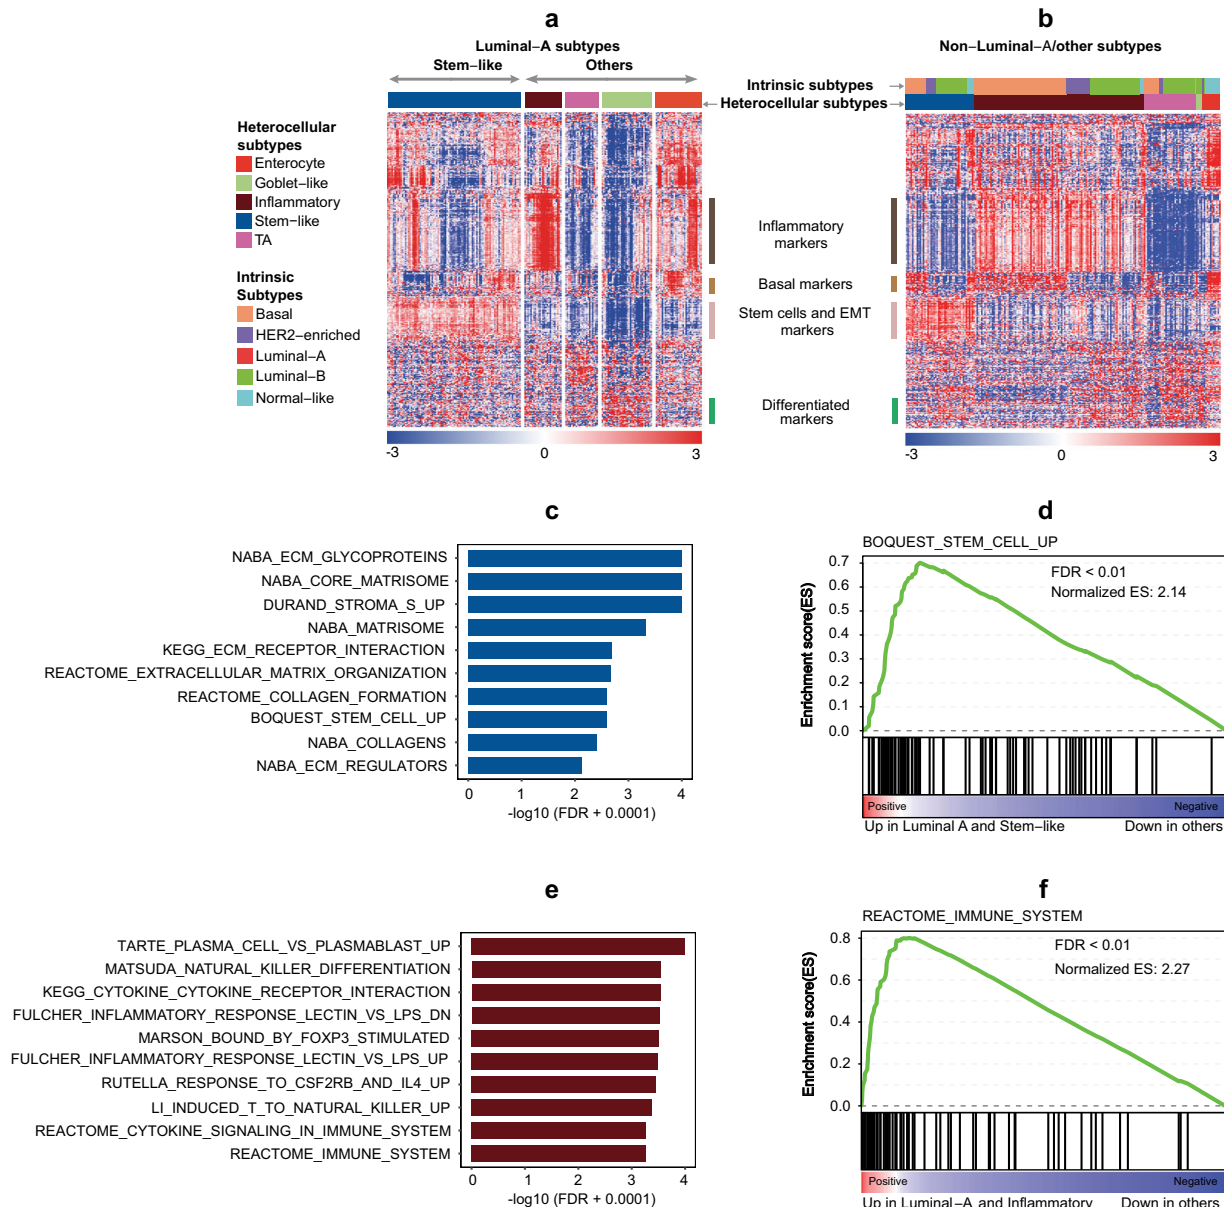 a
Luminal–A subtypes
Stem–like
Others
b
Non–Luminal–A/other subtypes
Intrinsic subtypes
Heterocellular subtypes
Heterocellular
subtypes
Enterocyte
Goblet–like
Inflammatory
Stem–like
TA
Intrinsic
Subtypes
Basal
HER2–enriched
Luminal–A
Luminal–B
Normal–like
Inflammatory
markers
Basal markers
Stem cells and EMT
markers
Differentiated
markers
-3 0 3
-3 0 3
c
NABA_ECM_GLYCOPROTEINS
NABA_CORE_MATRISOME
DURAND_STROMA_S_UP
NABA_MATRISOME
KEGG_ECM_RECEPTOR_INTERACTION
REACTOME_EXTRACELLULAR_MATRIX_ORGANIZATION
REACTOME_COLLAGEN_FORMATION
BOQUEST_STEM_CELL_UP
NABA_COLLAGENS
NABA_ECM_REGULATORS
0 1 2 3 4
-log10 (FDR + 0.0001)
d
BOQUEST_STEM_CELL_UP
FDR < 0.01
Normalized ES: 2.14
Enrichment score(ES)
0.7
0.6
0.5
0.4
0.3
0.2
0.1
0.0
Positive Negative
Up in Luminal A and Stem–like Down in others
e
TARTE_PLASMA_CELL_VS_PLASMABLAST_UP
MATSUDA_NATURAL_KILLER_DIFFERENTIATION
KEGG_CYTOKINE_CYTOKINE_RECEPTOR_INTERACTION
FULCHER_INFLAMMATORY_RESPONSE_LECTIN_VS_LPS_DN
MARSON_BOUND_BY_FOXP3_STIMULATED
FULCHER_INFLAMMATORY_RESPONSE_LECTIN_VS_LPS_UP
RUTELLA_RESPONSE_TO_CSF2RB_AND_IL4_UP
LI_INDUCED_T_TO_NATURAL_KILLER_UP
REACTOME_CYTOKINE_SIGNALING_IN_IMMUNE_SYSTEM
REACTOME_IMMUNE_SYSTEM
0 1 2 3 4
-log10 (FDR + 0.0001)
f
REACTOME_IMMUNE_SYSTEM
FDR < 0.01
Normalized ES: 2.27
Enrichment score(ES)
0.8
0.6
0.4
0.2
0.0
Positive Negative
Up in Luminal–A and Inflammatory Down in others